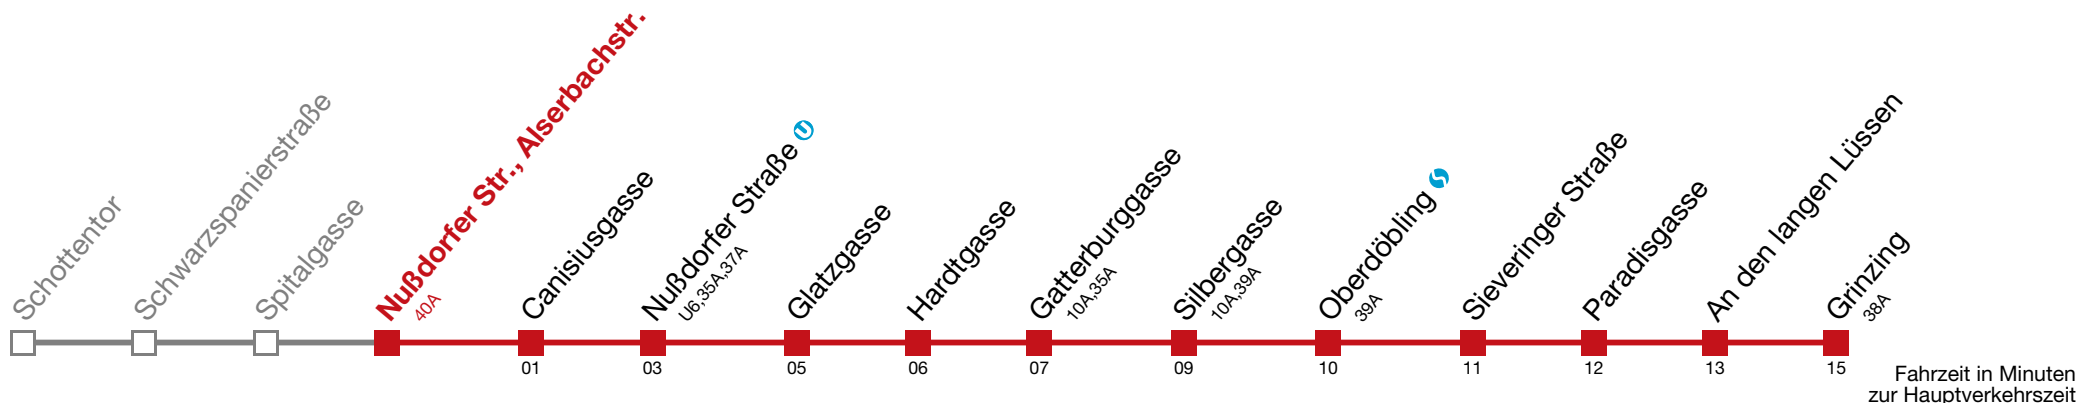 Schottentor
Schwarzspanierstraße
Spitalgasse
Nußdorfer Str., Alserbachstr.
40A
Canisiusgasse
Nußdorfer Straße U
U6,35A,37A
Glatzgasse
Hardtgasse
Gatterburggasse
10A,35A
Silbergasse
10A,39A
Oberdöbling S
39A
Sieveringer Straße
Paradisgasse
An den langen Lüssen
Grinzing
38A
01 03 05 06 07 09 10 11 12 13 15
Fahrzeit in Minuten
zur Hauptverkehrszeit